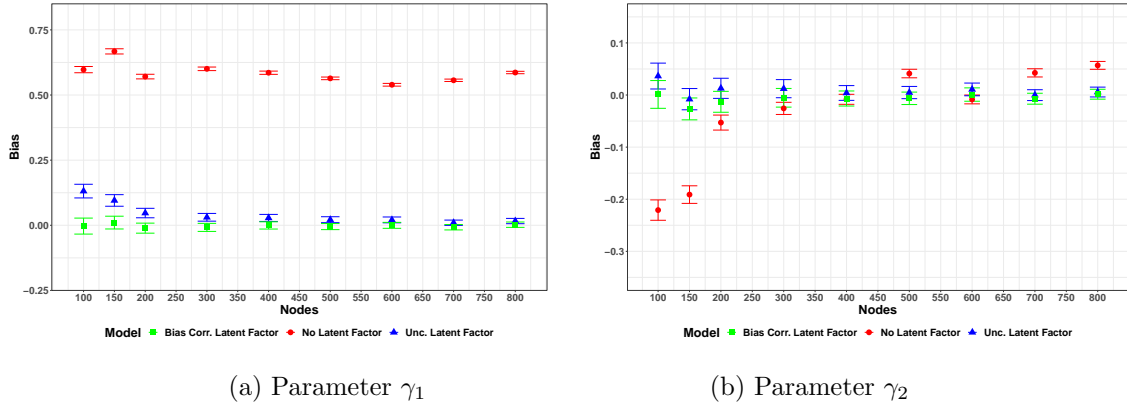 0.75
0.50
0.25
0.00
−0.25
Bias
100 150 200 250 300 350 400 450 500 550 600 650 700 750 800
Nodes
Model Bias Corr. Latent Factor No Latent Factor Unc. Latent Factor
(a) Parameter γ₁
0.1
0.0
−0.1
−0.2
−0.3
Bias
100 150 200 250 300 350 400 450 500 550 600 650 700 750 800
Nodes
Model Bias Corr. Latent Factor No Latent Factor Unc. Latent Factor
(b) Parameter γ₂